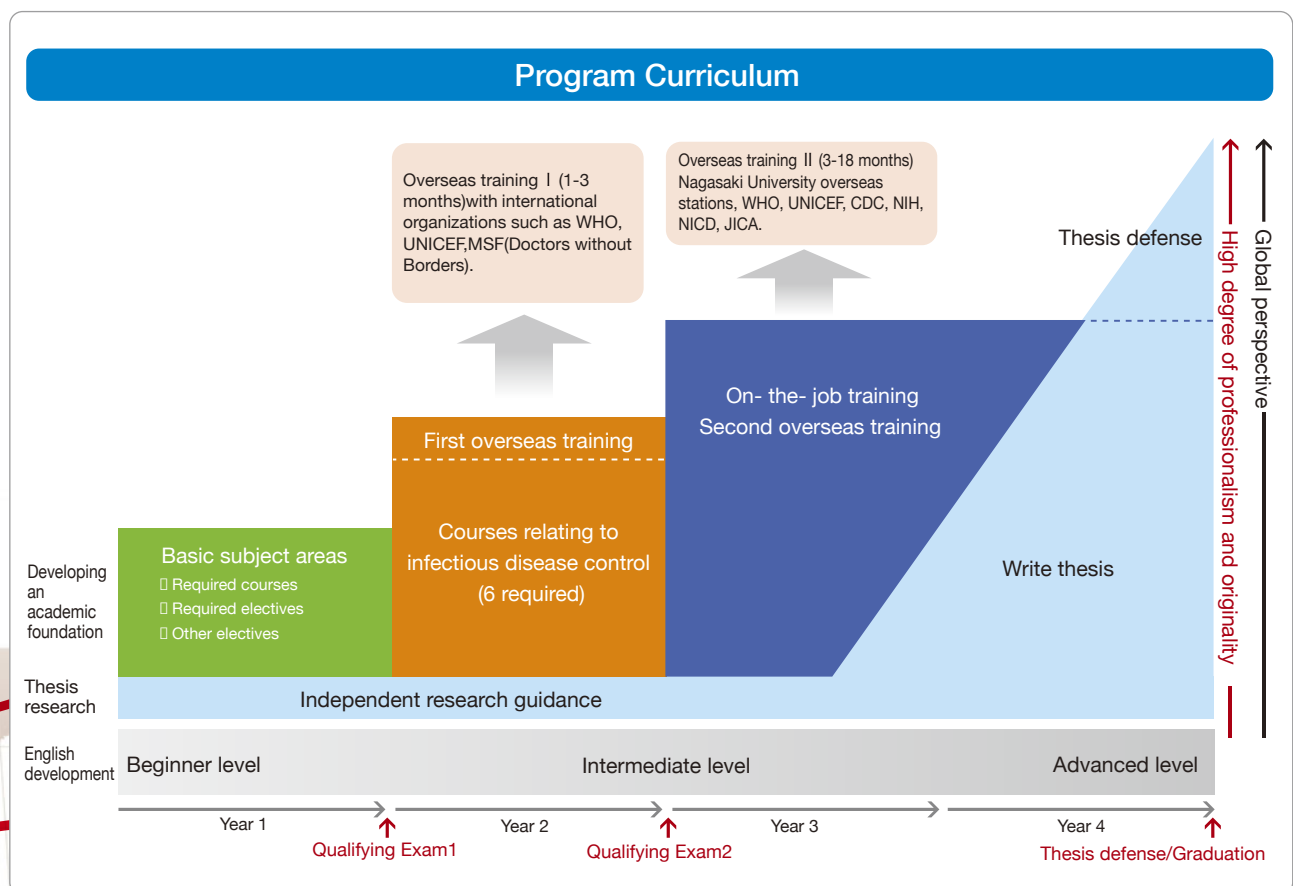 Program Curriculum
Overseas training Ⅰ (1-3
months)with international
organizations such as WHO,
UNICEF,MSF(Doctors without
Borders).
Overseas training Ⅱ (3-18 months)
Nagasaki University overseas
stations, WHO, UNICEF, CDC, NIH,
NICD, JICA.
Thesis defense
High degree of professionalism and originality
Global perspective
On- the- job training
Second overseas training
First overseas training
Courses relating to
infectious disease control
(6 required)
Basic subject areas
Required courses
Required electives
Other electives
Write thesis
Developing
an
academic
foundation
Thesis
research
Independent research guidance
English
development
Beginner level
Intermediate level
Advanced level
Year 1
Year 2
Year 3
Year 4
Qualifying Exam1
Qualifying Exam2
Thesis defense/Graduation